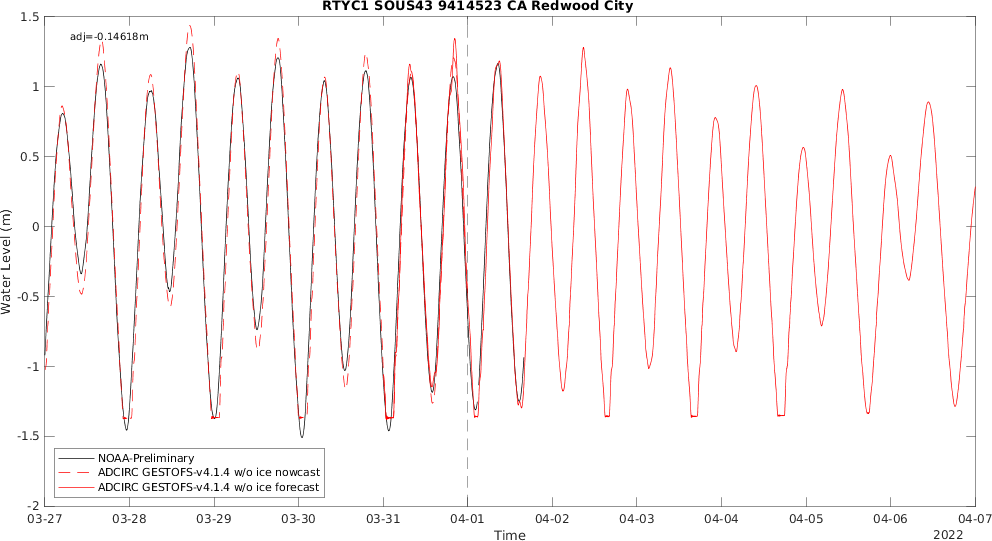 RTYC1 SOUS43 9414523 CA Redwood City
adj=-0.14618m
1.5
1
0.5
0
-0.5
-1
-1.5
-2
Water Level (m)
NOAA-Preliminary
ADCIRC GESTOFS-v4.1.4 w/o ice nowcast
ADCIRC GESTOFS-v4.1.4 w/o ice forecast
03-27 03-28 03-29 03-30 03-31 04-01 04-02 04-03 04-04 04-05 04-06 04-07
Time
2022